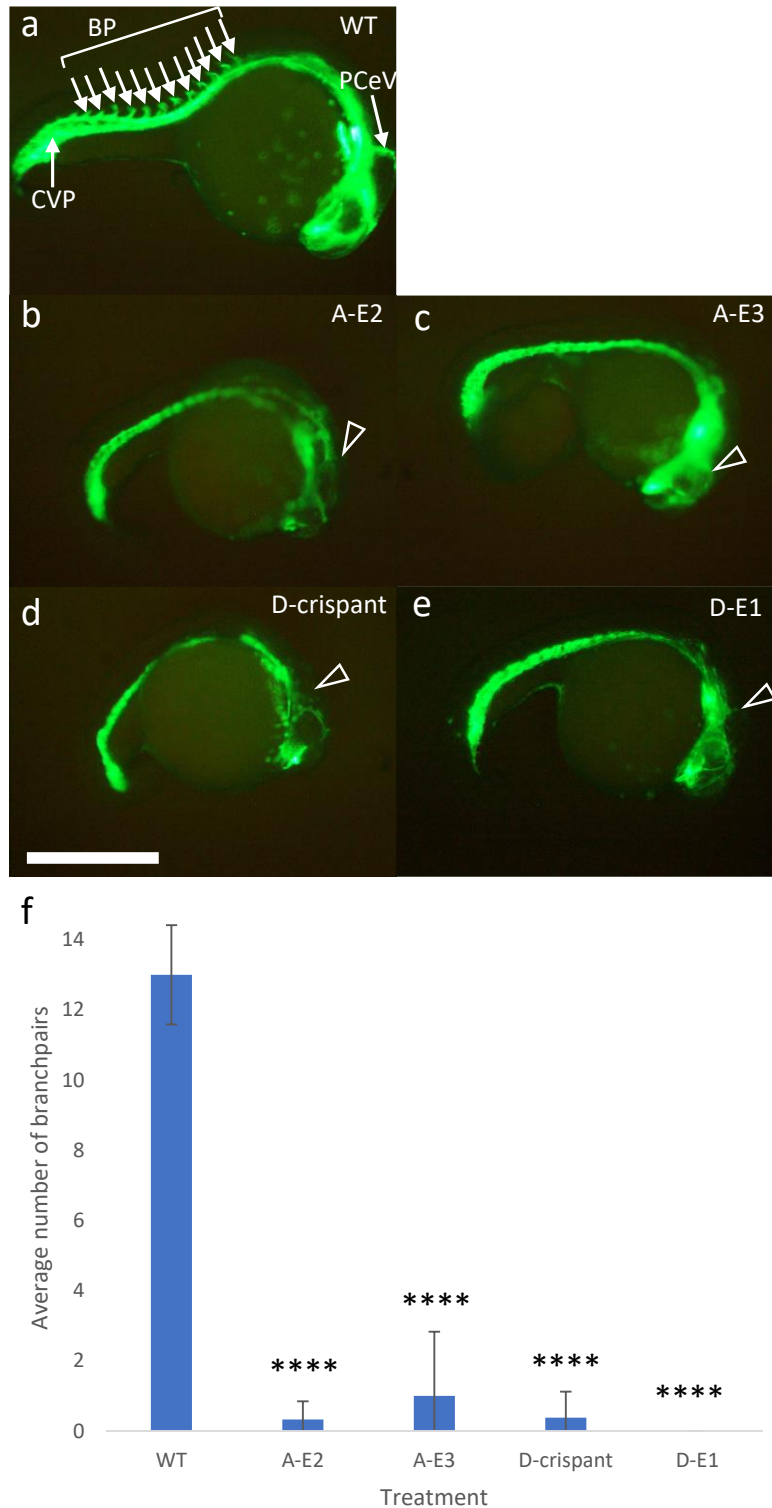 a
BP
WT
PCeV
CVP
b
A-E2
c
A-E3
d
D-crispant
e
D-E1
f
14
12
10
8
6
4
2
0
Average number of branchpairs
****
****
****
****
WT
A-E2
A-E3
D-crispant
D-E1
Treatment